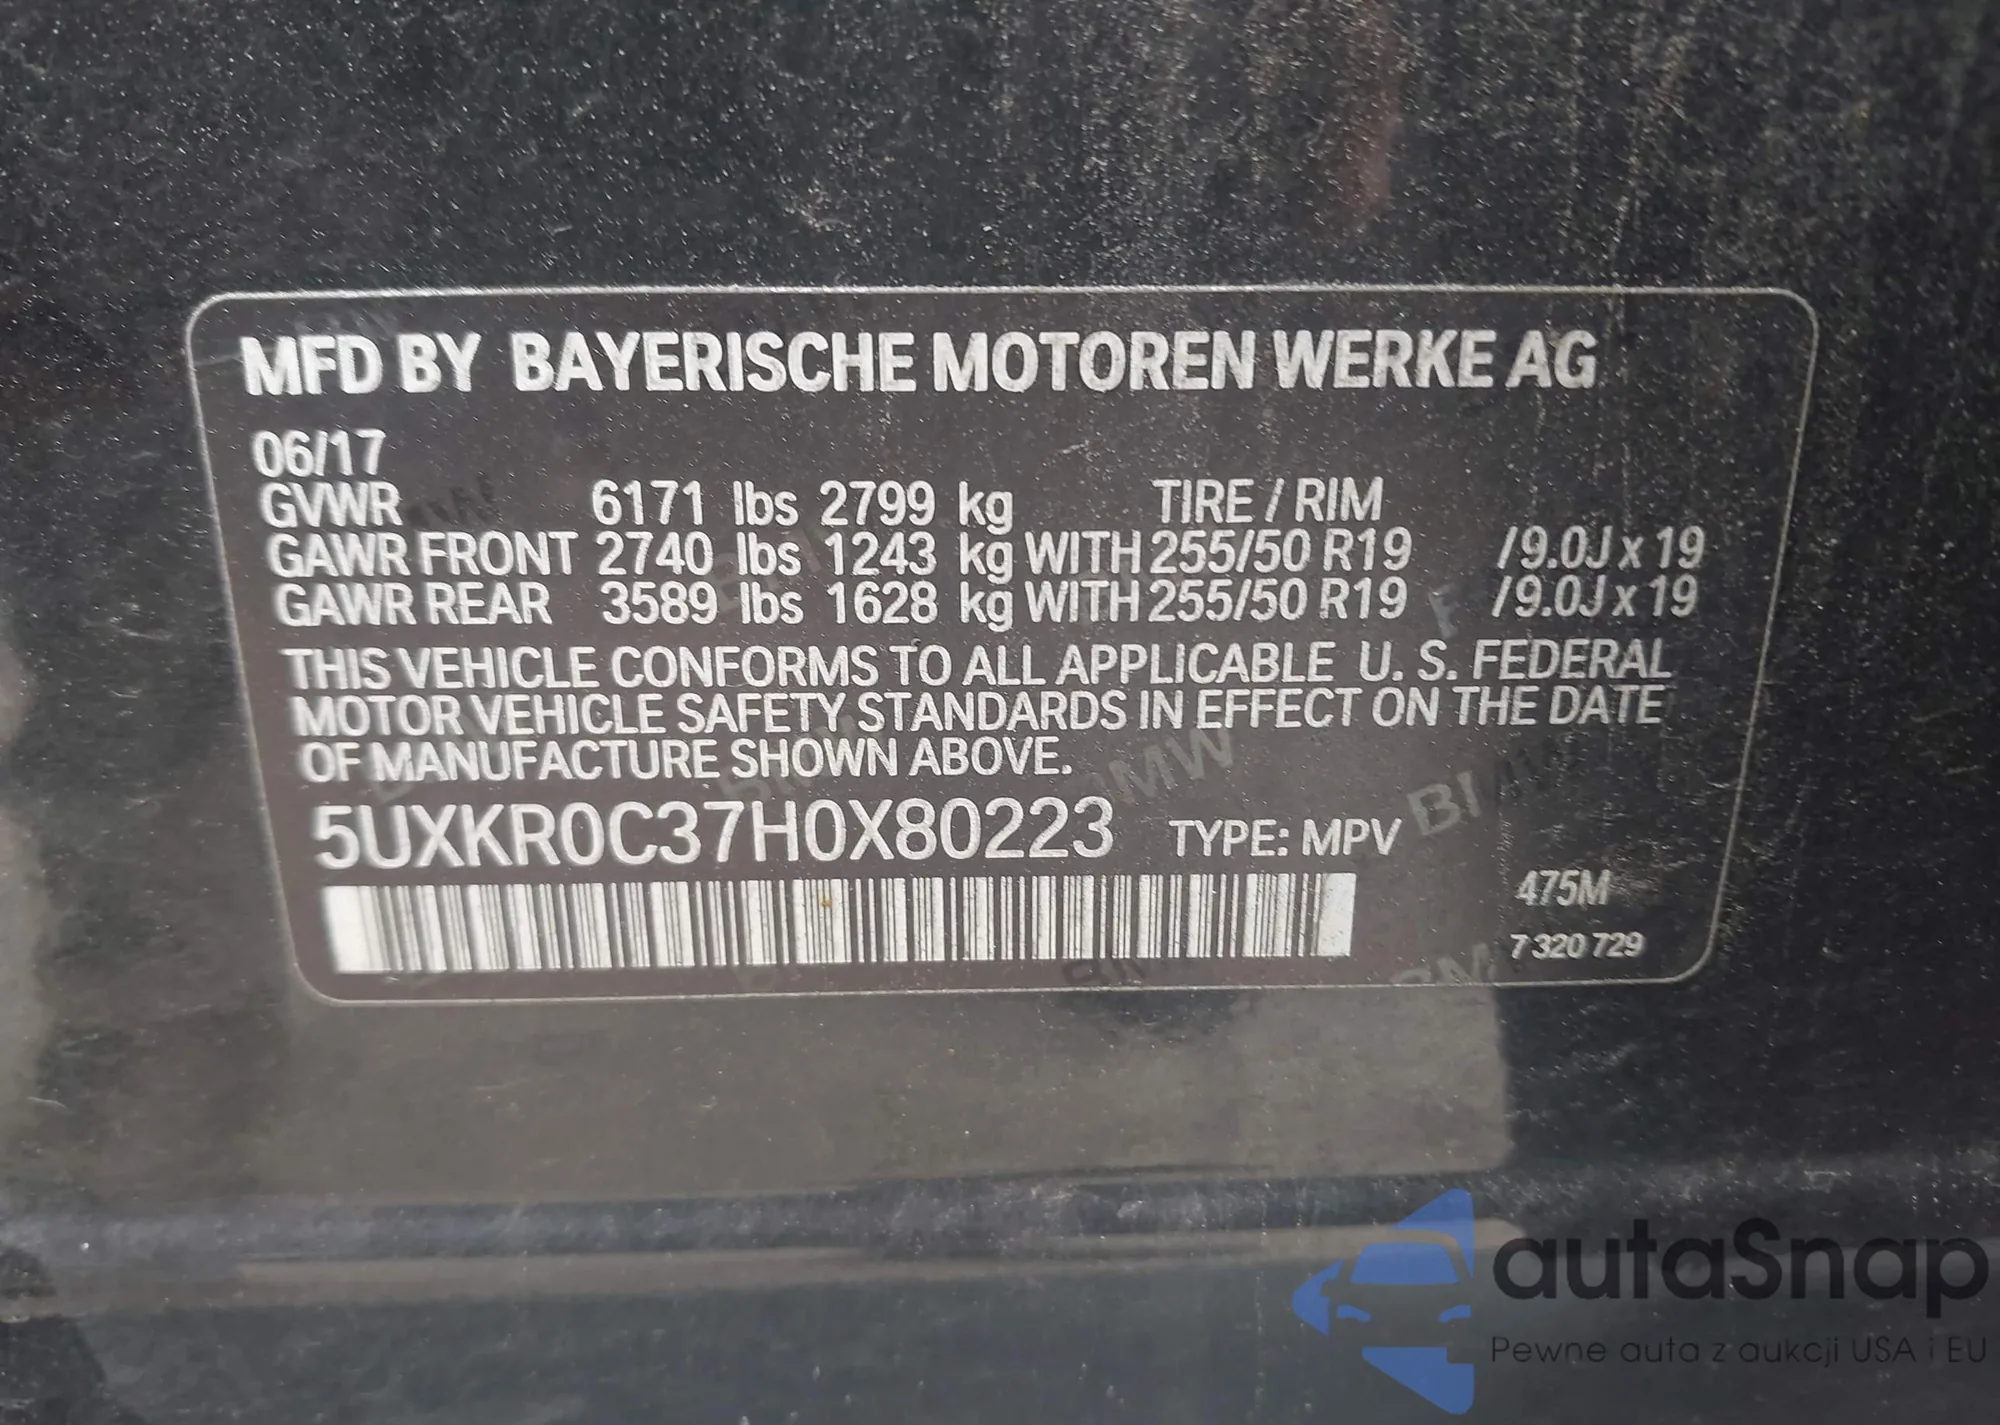 MFD BY BAYERISCHE MOTOREN WERKE AG
06/17
GVWR 6171 lbs 2799 kg TIRE / RIM
GAWR FRONT 2740 lbs 1243 kg WITH 255/50 R19 /9.0J x 19
GAWR REAR 3589 lbs 1628 kg WITH 255/50 R19 /9.0J x 19
THIS VEHICLE CONFORMS TO ALL APPLICABLE U. S. FEDERAL
MOTOR VEHICLE SAFETY STANDARDS IN EFFECT ON THE DATE
OF MANUFACTURE SHOWN ABOVE.
5UXKR0C37H0X80223 TYPE: MPV
475M
7 320 729
autaSnap
Pewne auta z aukcji USA i EU